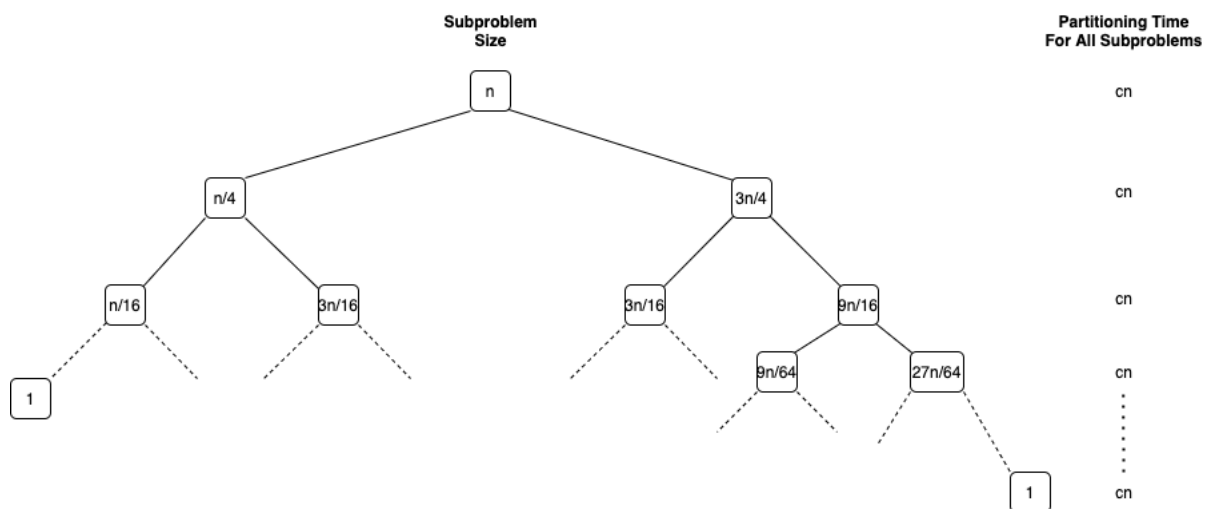 Subproblem
Size
Partitioning Time
For All Subproblems
n
cn
n/4
3n/4
cn
n/16
3n/16
3n/16
9n/16
cn
9n/64
27n/64
cn
1
1
cn